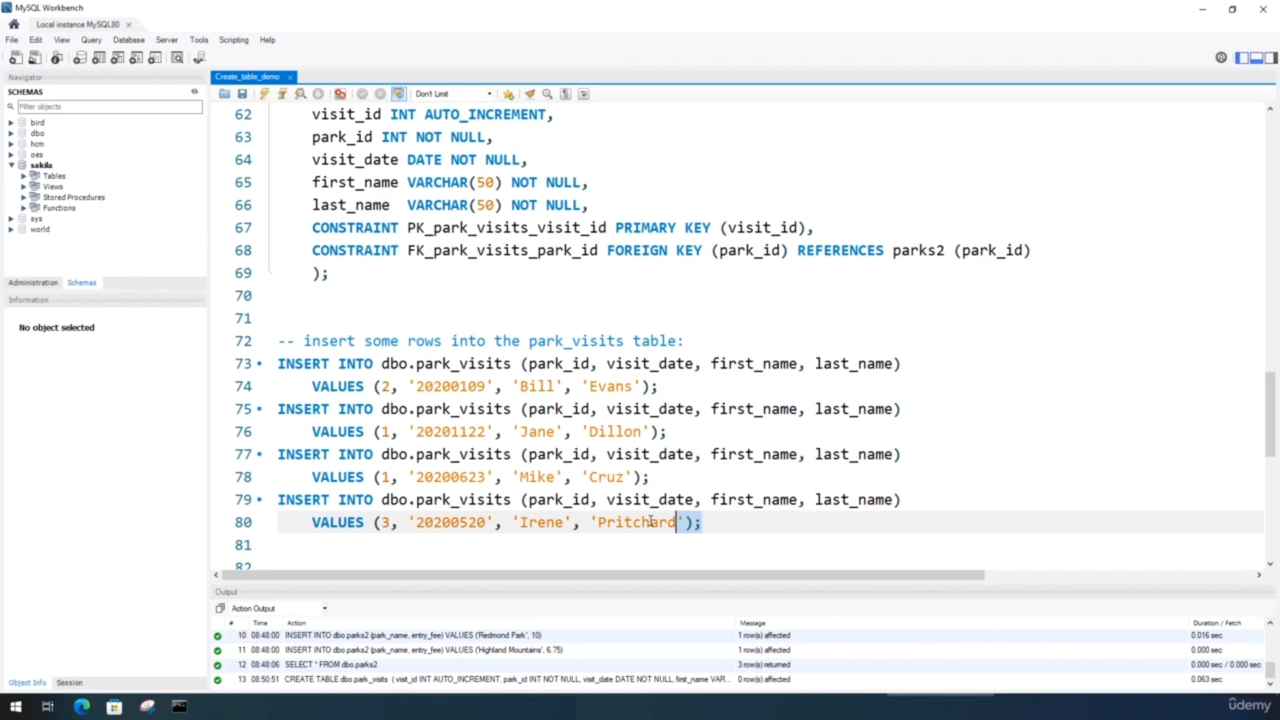 MySQL Workbench
Local instance MySQL80
File Edit View Query Database Server Tools Scripting Help
Navigator
SCHEMAS
Filter objects
bird
dbo
hcm
oes
sakila
Tables
Views
Stored Procedures
Functions
sys
world
Administration Schemas
Information
No object selected
Object Info Session
Create_table_demo
Don't Limit
62 visit_id INT AUTO_INCREMENT,
63 park_id INT NOT NULL,
64 visit_date DATE NOT NULL,
65 first_name VARCHAR(50) NOT NULL,
66 last_name VARCHAR(50) NOT NULL,
67 CONSTRAINT PK_park_visits_visit_id PRIMARY KEY (visit_id),
68 CONSTRAINT FK_park_visits_park_id FOREIGN KEY (park_id) REFERENCES parks2 (park_id)
69 );
70
71
72 -- insert some rows into the park_visits table:
73 INSERT INTO dbo.park_visits (park_id, visit_date, first_name, last_name)
74 VALUES (2, '20200109', 'Bill', 'Evans');
75 INSERT INTO dbo.park_visits (park_id, visit_date, first_name, last_name)
76 VALUES (1, '20201122', 'Jane', 'Dillon');
77 INSERT INTO dbo.park_visits (park_id, visit_date, first_name, last_name)
78 VALUES (1, '20200623', 'Mike', 'Cruz');
79 INSERT INTO dbo.park_visits (park_id, visit_date, first_name, last_name)
80 VALUES (3, '20200520', 'Irene', 'Pritchard');
81
82
Output
Action Output
# Time Action Message Duration / Fetch
10 08:48:00 INSERT INTO dbo.parks2 (park_name, entry_fee) VALUES ('Redmond Park', 10) 1 row(s) affected 0.016 sec
11 08:48:00 INSERT INTO dbo.parks2 (park_name, entry_fee) VALUES ('Highland Mountains', 6.75) 1 row(s) affected 0.000 sec
12 08:48:06 SELECT * FROM dbo.parks2 3 row(s) returned 0.000 sec / 0.000 sec
13 08:50:51 CREATE TABLE dbo.park_visits ( visit_id INT AUTO_INCREMENT, park_id INT NOT NULL, visit_date DATE NOT NULL, first_name VAR... 0 row(s) affected 0.063 sec
ûdemy